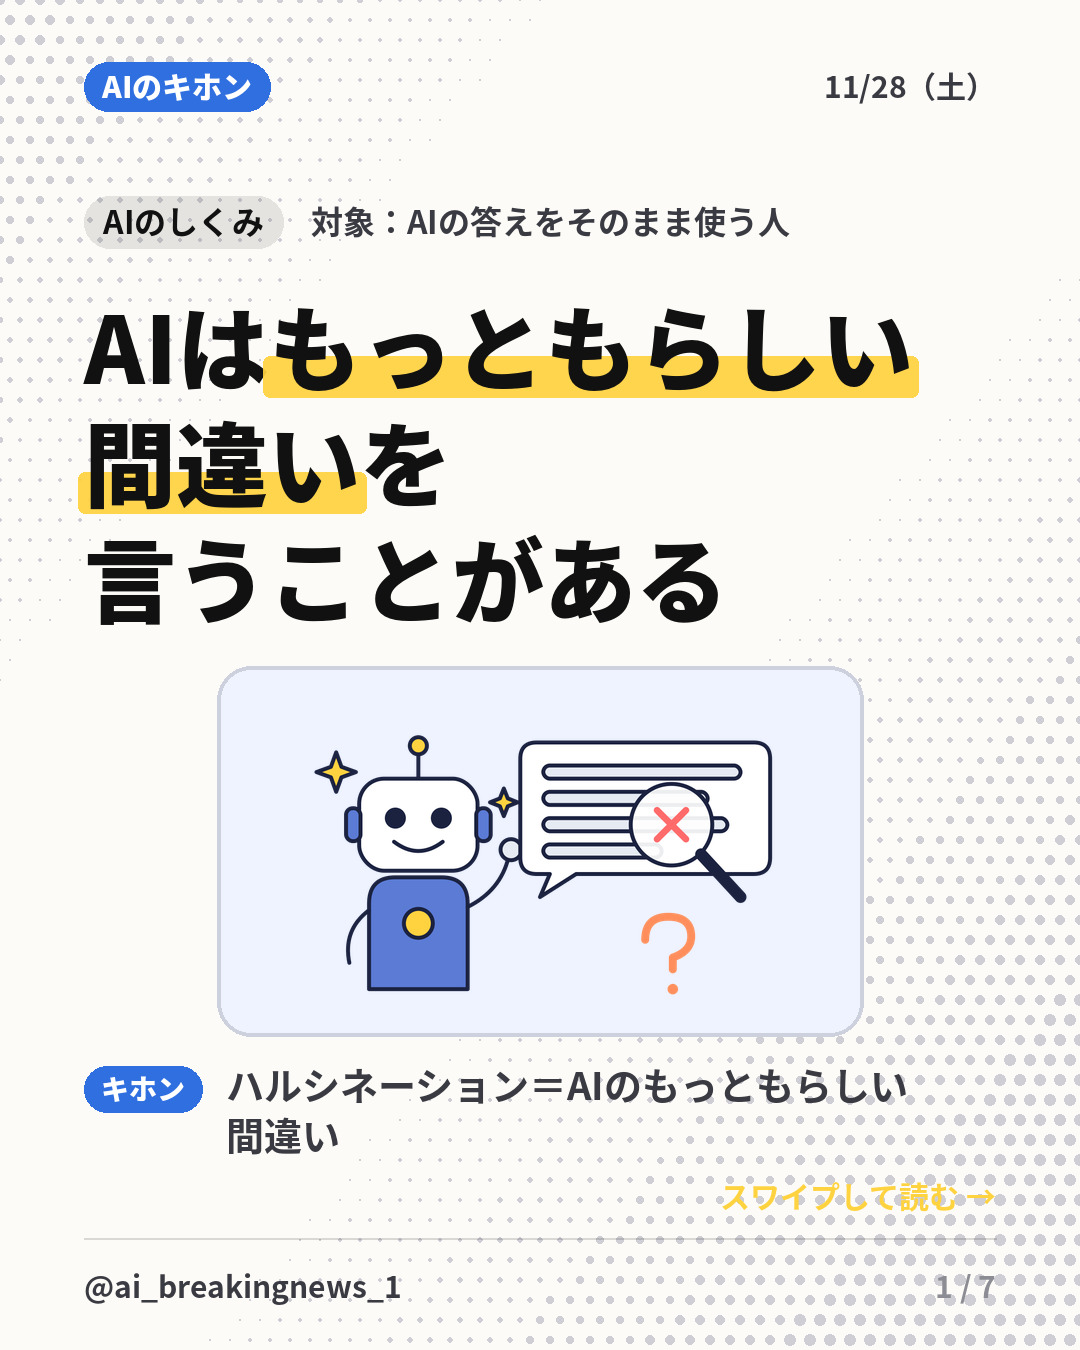 AIのキホン
11/28（土）
AIのしくみ
対象：AIの答えをそのまま使う人
AIはもっともらしい
間違いを
言うことがある
キホン
ハルシネーション＝AIのもっともらしい
間違い
スワイプして読む →
@ai_breakingnews_1
1 / 7